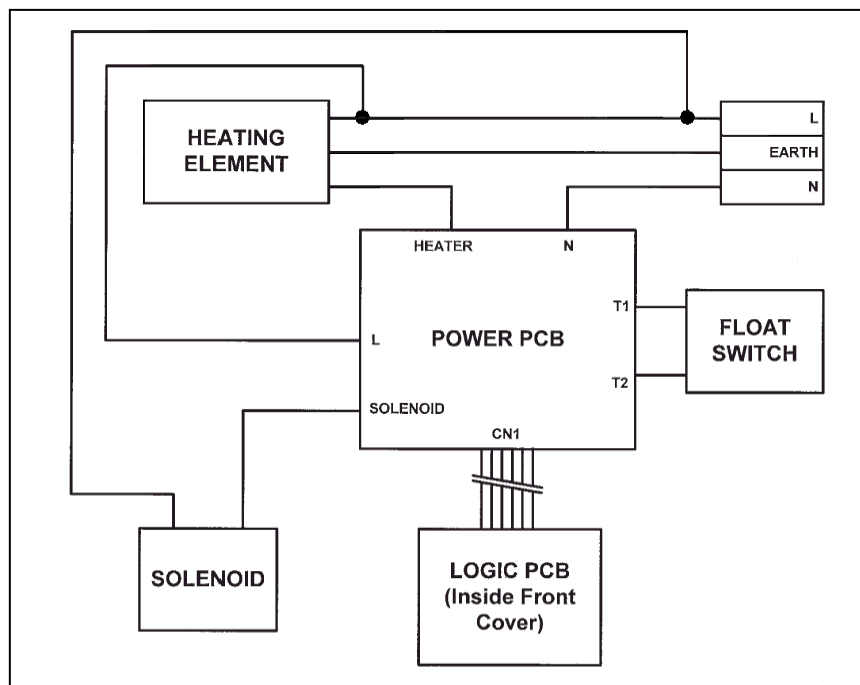 L
HEATING
ELEMENT
EARTH
N
HEATER
N
T1
L
POWER PCB
FLOAT
SWITCH
T2
SOLENOID
CN1
SOLENOID
LOGIC PCB
(Inside Front
Cover)